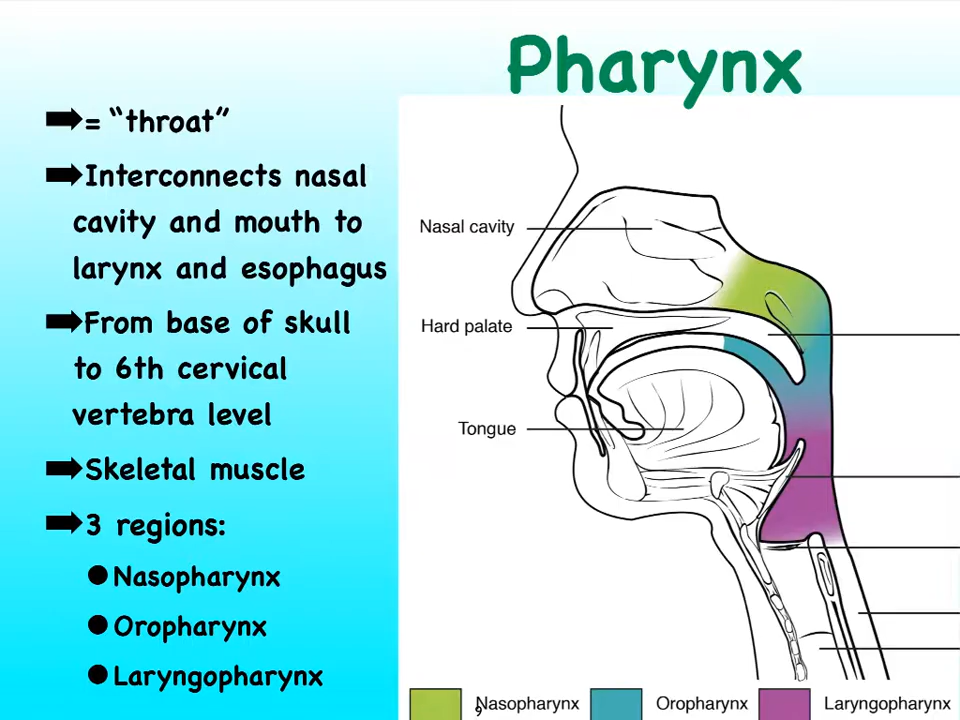 Pharynx
= “throat”
Interconnects nasal
cavity and mouth to
larynx and esophagus
From base of skull
to 6th cervical
vertebra level
Skeletal muscle
3 regions:
Nasopharynx
Oropharynx
Laryngopharynx
Nasal cavity
Hard palate
Tongue
Nasopharynx
Oropharynx
Laryngopharynx
9